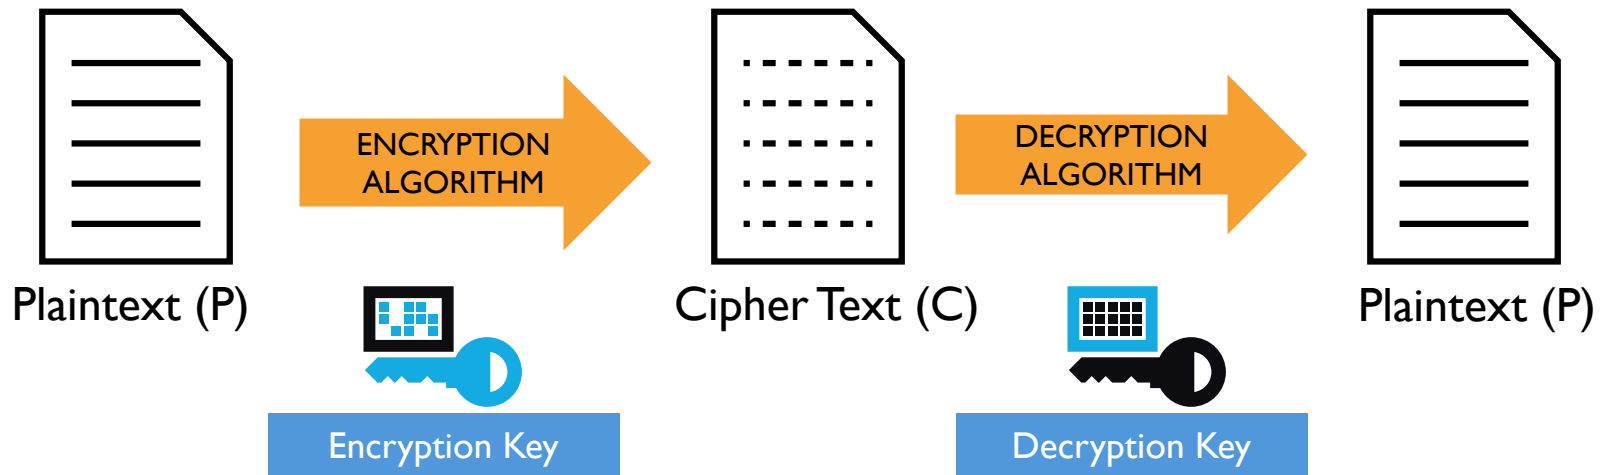 ENCRYPTION
ALGORITHM
DECRYPTION
ALGORITHM
Plaintext (P)
Cipher Text (C)
Plaintext (P)
Encryption Key
Decryption Key